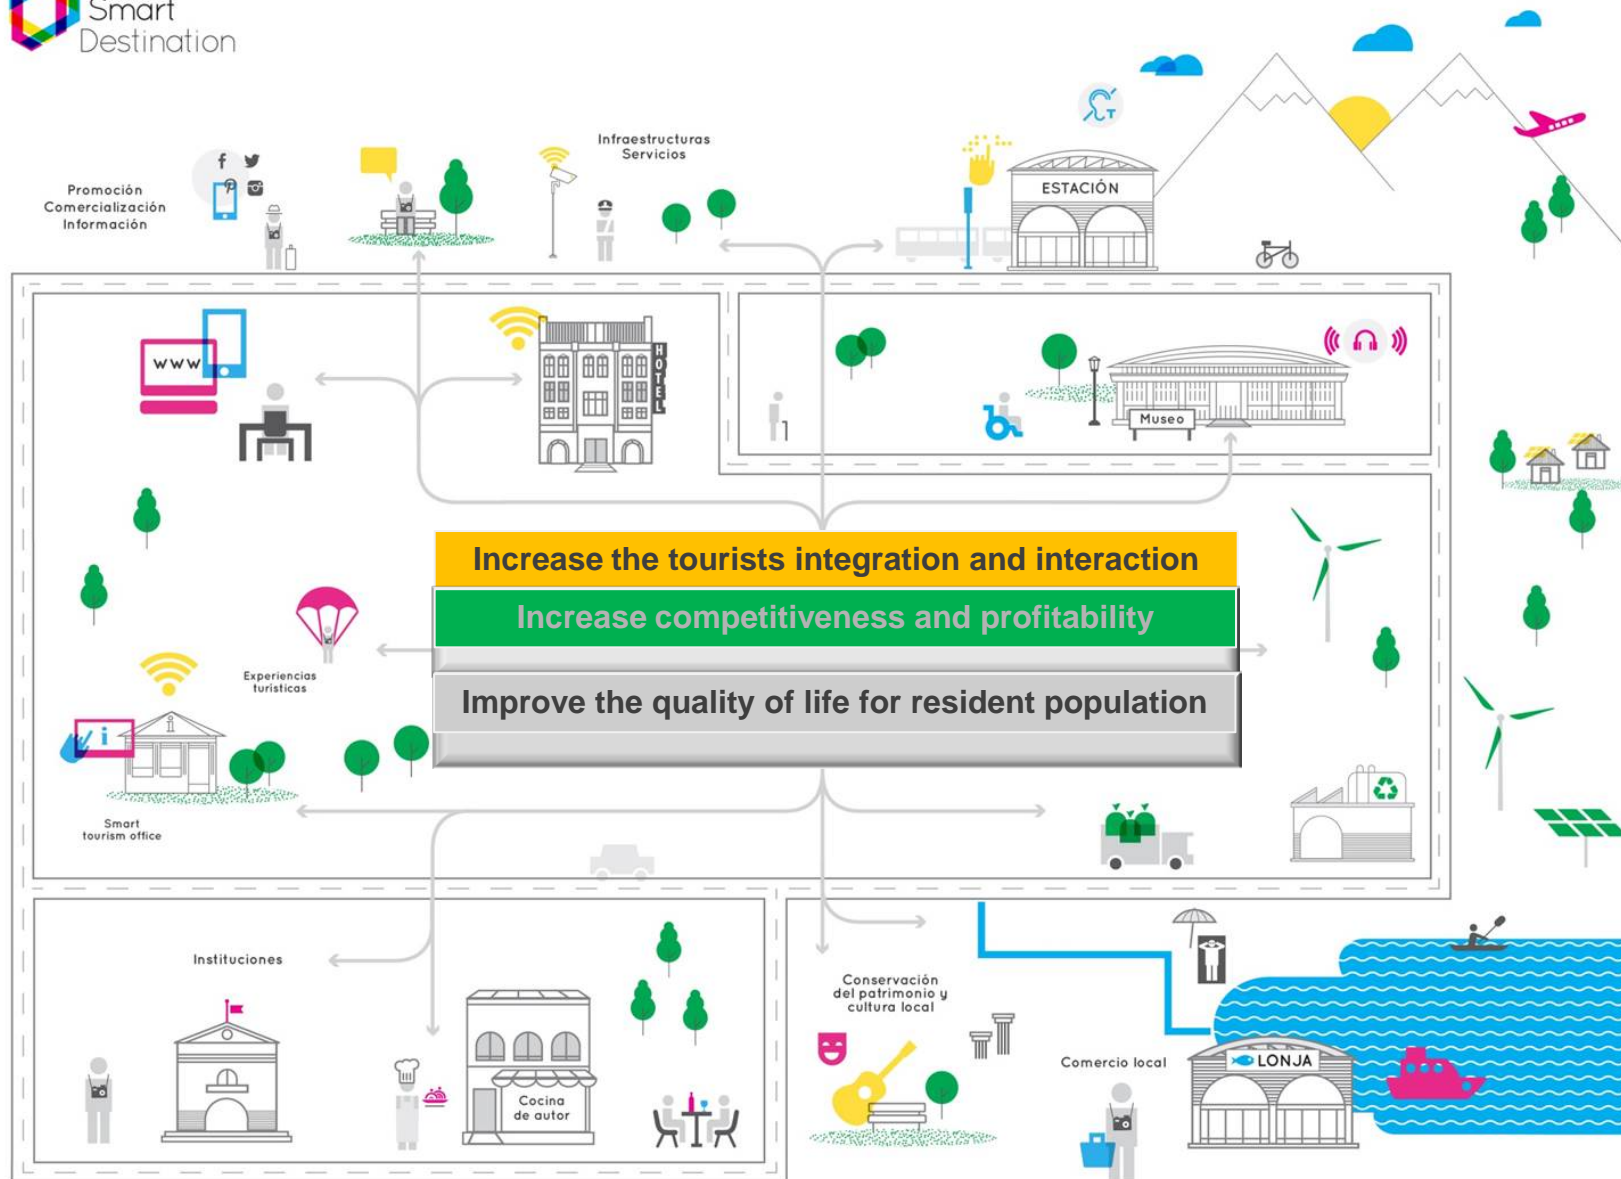 Smart
Destination
Infraestructuras
Servicios
Promoción
Comercialización
Información
ESTACIÓN
www
HOTEL
Museo
Increase the tourists integration and interaction
Increase competitiveness and profitability
Improve the quality of life for resident population
Experiencias
turísticas
i
i
Smart
tourism office
Instituciones
Conservación
del patrimonio y
cultura local
Comercio local
LONJA
Cocina
de autor
T
f